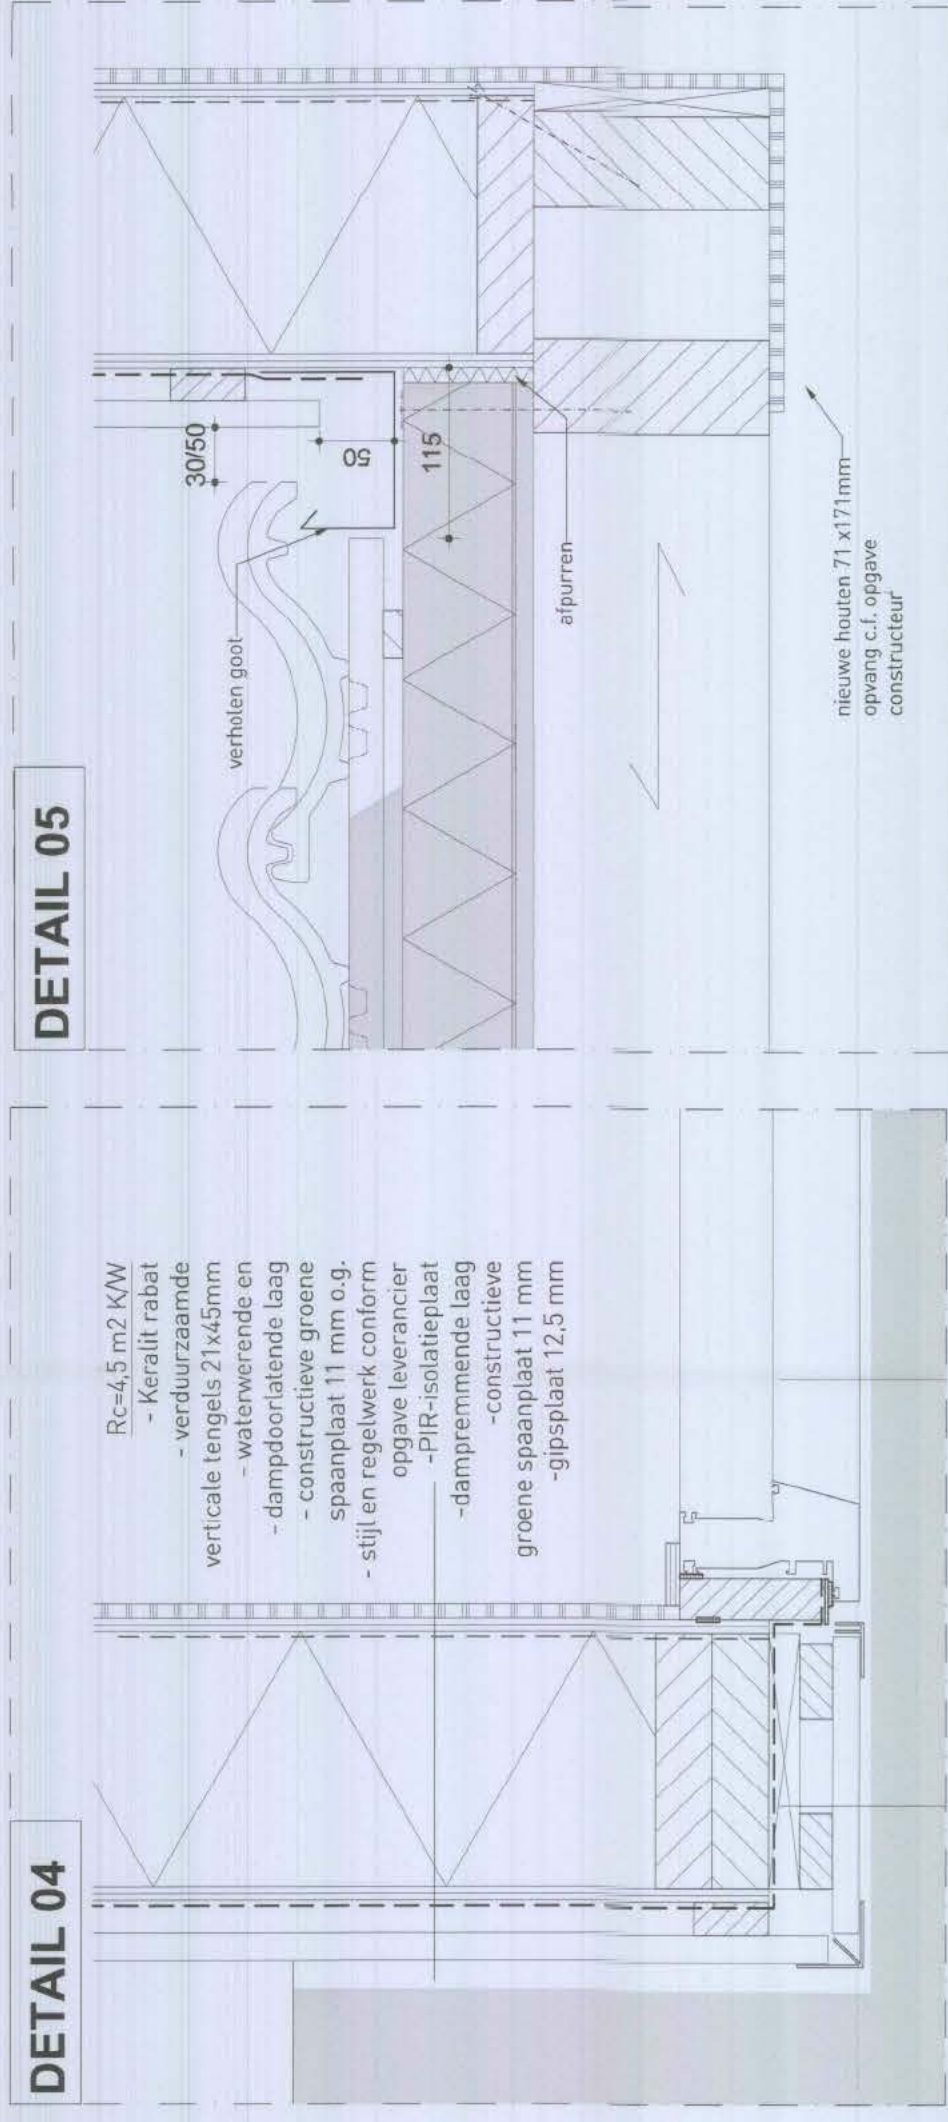 DETAIL 04
Rc=4,5 m2 K/W
- Keralit rabat
- verduurzaamde
verticale tengels 21x45mm
- waterwerende en
- dampdoorlatende laag
- constructieve groene
spaanplaat 11 mm o.g.
- stijl en regelwerk conform
opgave leverancier
-PIR-isolatieplaat
-dampremmende laag
-constructieve
groene spaanplaat 11 mm
-gipsplaat 12,5 mm
DETAIL 05
verholen goot
30/50
50
115
afpurren
nieuwe houten 71 x171mm
opvang c.f. opgave
constructeur